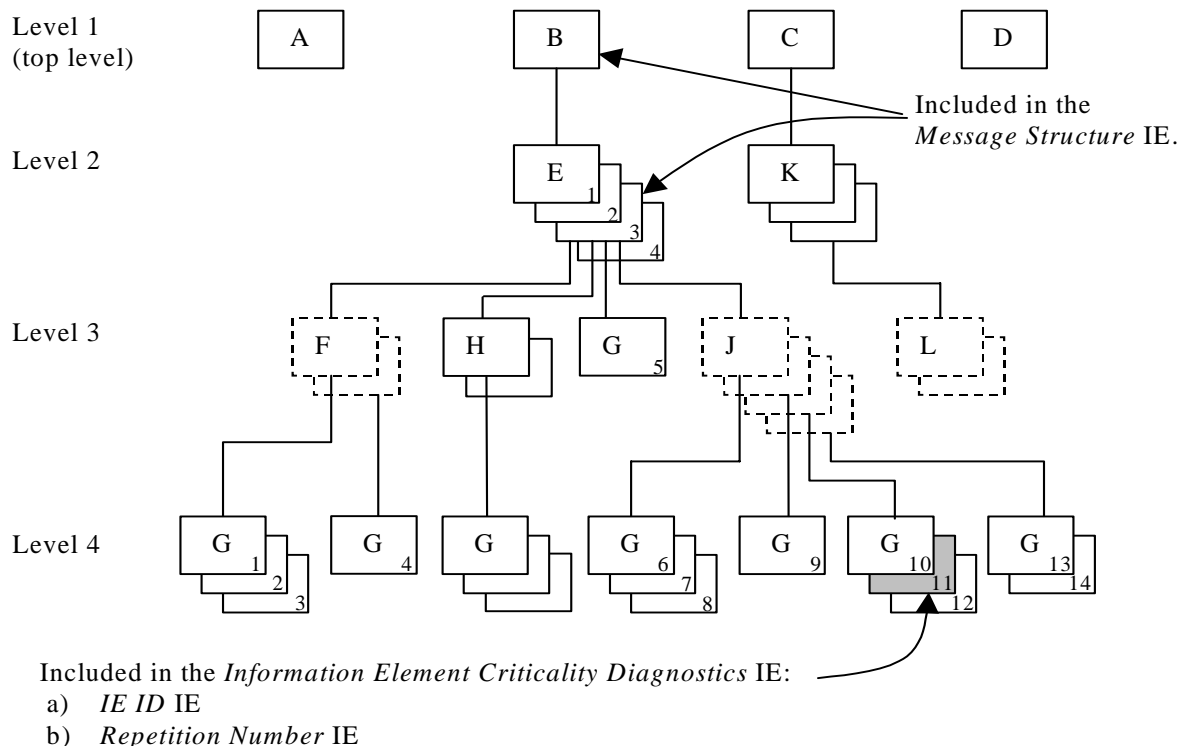 Level 1
(top level)
A
B
C
D
Included in the
Message Structure IE.
Level 2
E
1
2
3
4
K
Level 3
F
H
G
5
J
L
Level 4
G
1
2
3
G
4
G
G
6
7
8
G
9
G
10
11
12
G
13
14
Included in the Information Element Criticality Diagnostics IE:
a) IE ID IE
b) Repetition Number IE